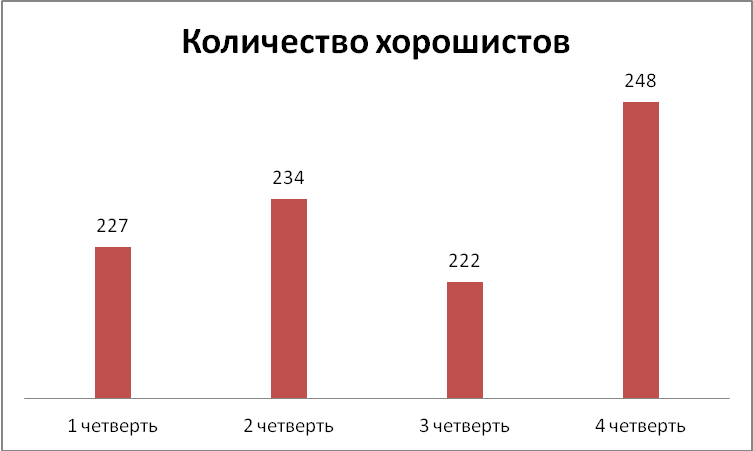 Количество хорошистов
248
234
227
222
1 четверть
2 четверть
3 четверть
4 четверть